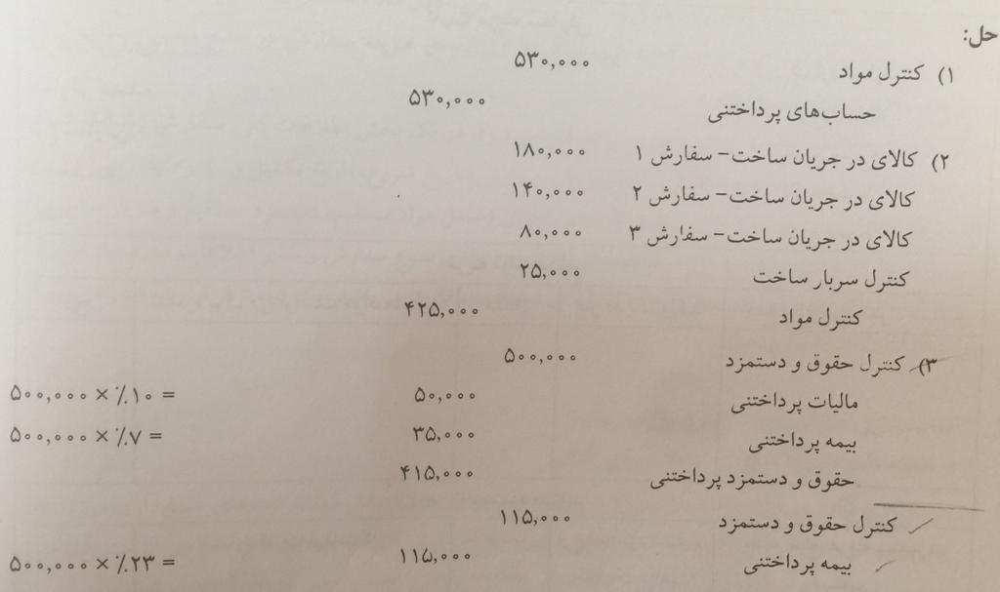 حل:
۱) کنترل مواد ۵۳۰,۰۰۰
حساب‌های پرداختنی ۵۳۰,۰۰۰
۲) کالای در جریان ساخت- سفارش ۱ ۱۸۰,۰۰۰
کالای در جریان ساخت- سفارش ۲ ۱۴۰,۰۰۰
کالای در جریان ساخت- سفارش ۳ ۸۰,۰۰۰
کنترل سربار ساخت ۲۵,۰۰۰
کنترل مواد ۴۲۵,۰۰۰
۳) کنترل حقوق و دستمزد ۵۰۰,۰۰۰
مالیات پرداختنی ۵۰,۰۰۰ ۵۰۰,۰۰۰ × ٪۱۰ =
بیمه پرداختنی ۳۵,۰۰۰ ۵۰۰,۰۰۰ × ٪۷ =
حقوق و دستمزد پرداختنی ۴۱۵,۰۰۰
کنترل حقوق و دستمزد ۱۱۵,۰۰۰
بیمه پرداختنی ۱۱۵,۰۰۰ ۵۰۰,۰۰۰ × ٪۲۳ =